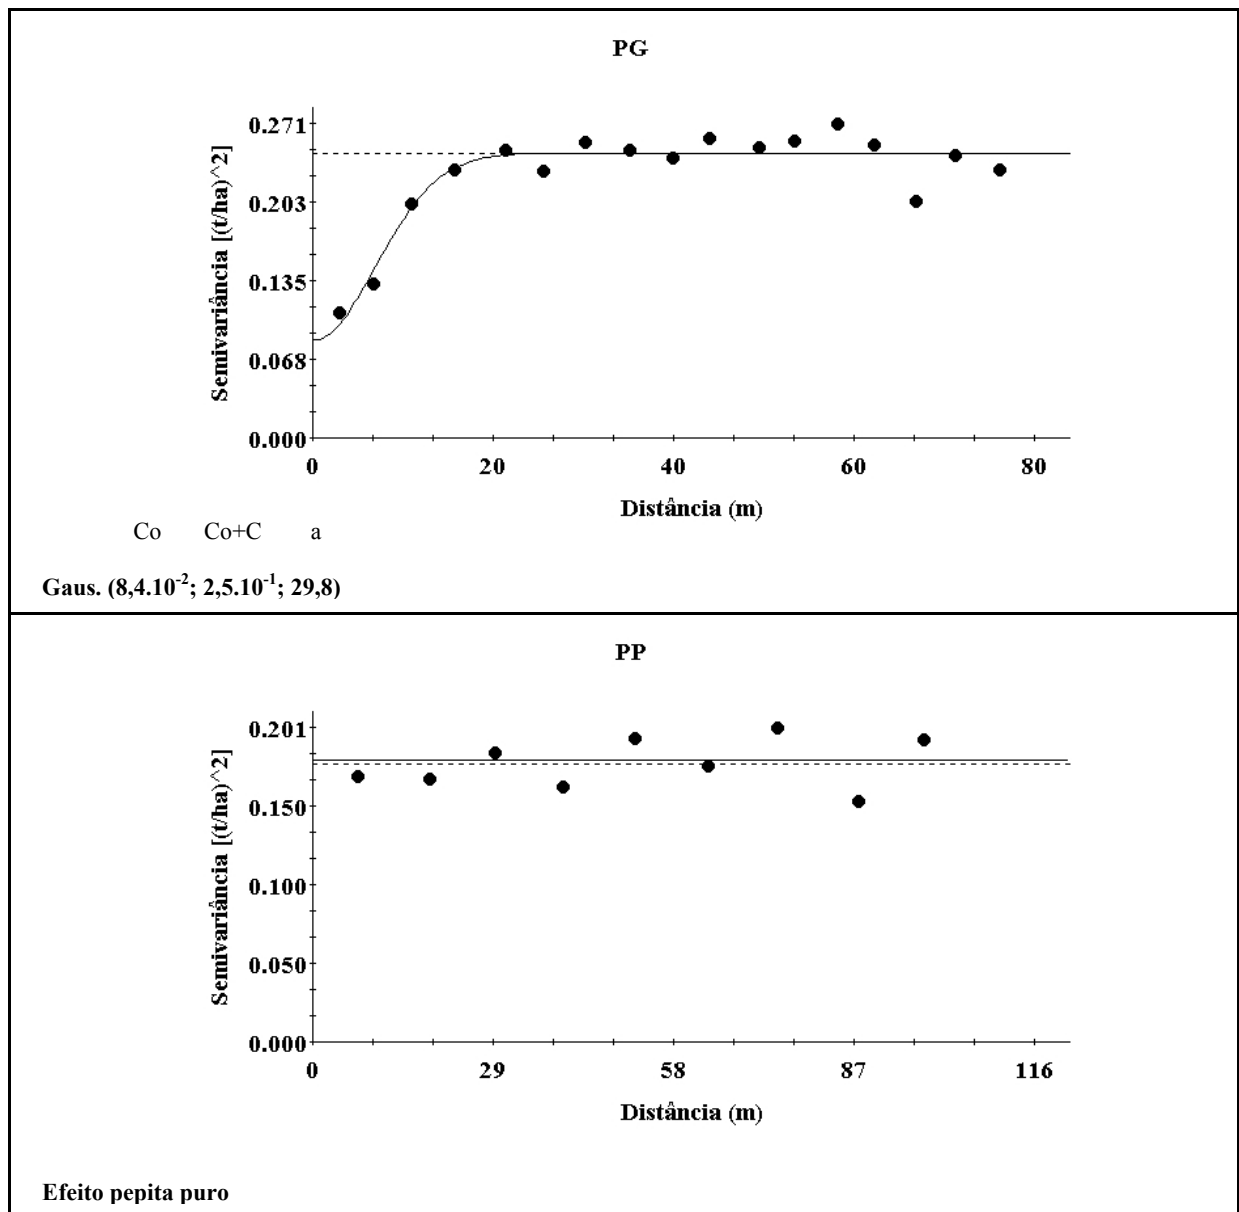 PG
Semivariância [(t/ha)^2]
0.271
0.203
0.135
0.068
0.000
0 20 40 60 80
Distância (m)
Co Co+C a
Gaus. (8,4.10-2; 2,5.10-1; 29,8)
PP
Semivariância [(t/ha)^2]
0.201
0.150
0.100
0.050
0.000
0 29 58 87 116
Distância (m)
Efeito pepita puro